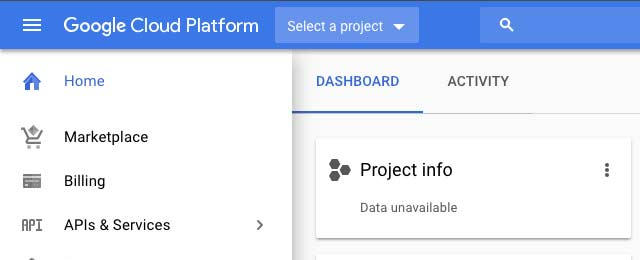 Google Cloud Platform
Select a project
Home
DASHBOARD
ACTIVITY
Marketplace
Billing
API APIs & Services
Project info
Data unavailable